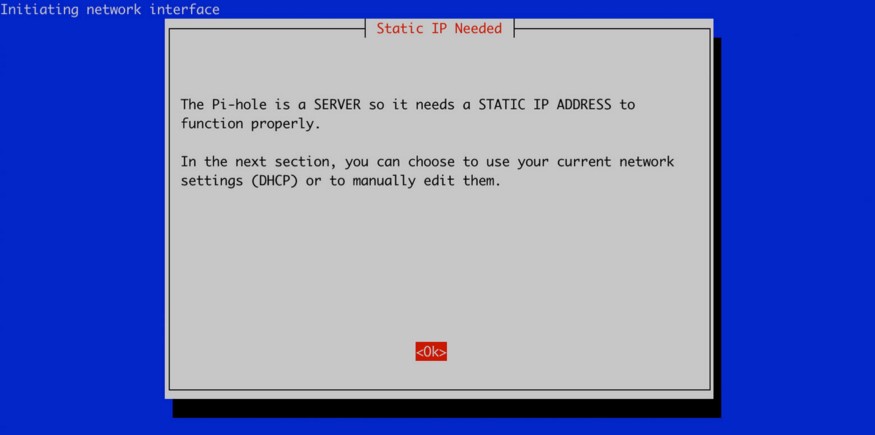 Initiating network interface
Static IP Needed
The Pi-hole is a SERVER so it needs a STATIC IP ADDRESS to
function properly.
In the next section, you can choose to use your current network
settings (DHCP) or to manually edit them.
<Ok>